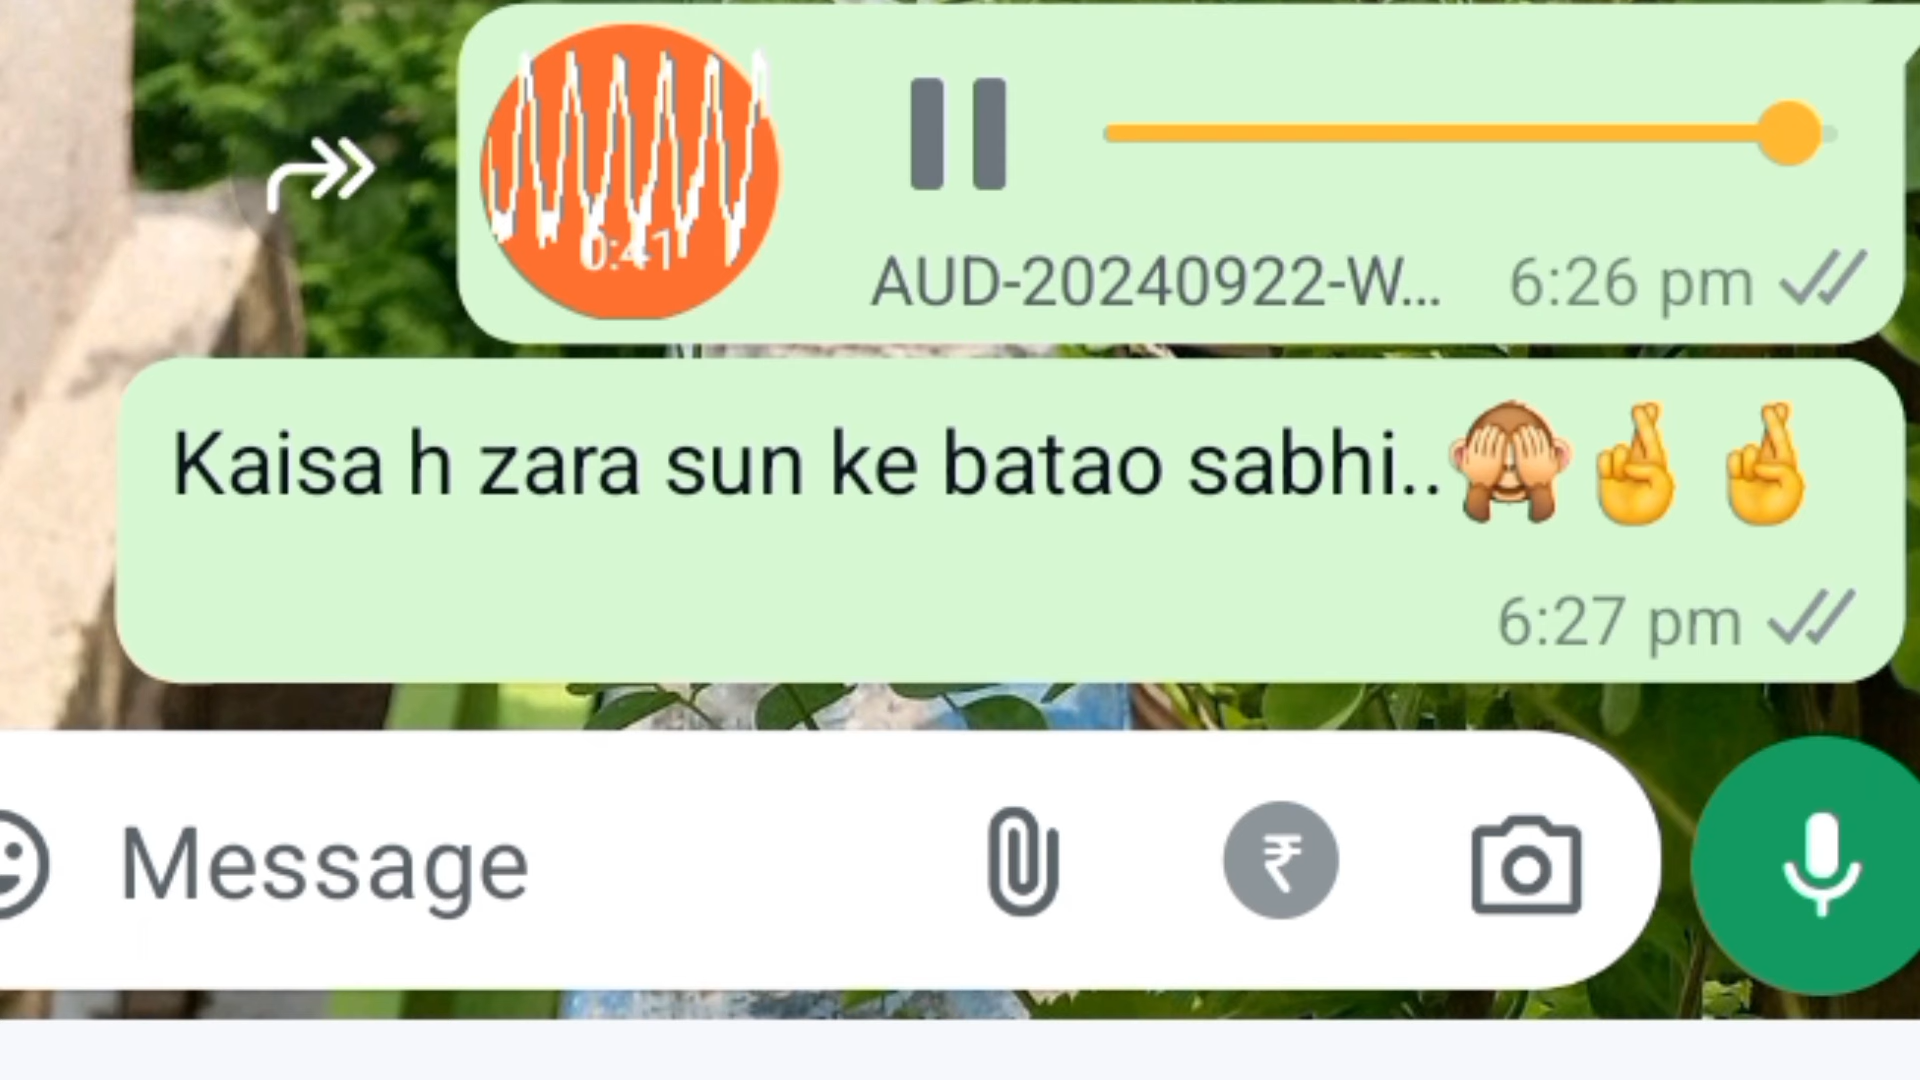 0:41
AUD-20240922-W...
6:26 pm
Kaisa h zara sun ke batao sabhi..🙈🤞🤞
6:27 pm
Message